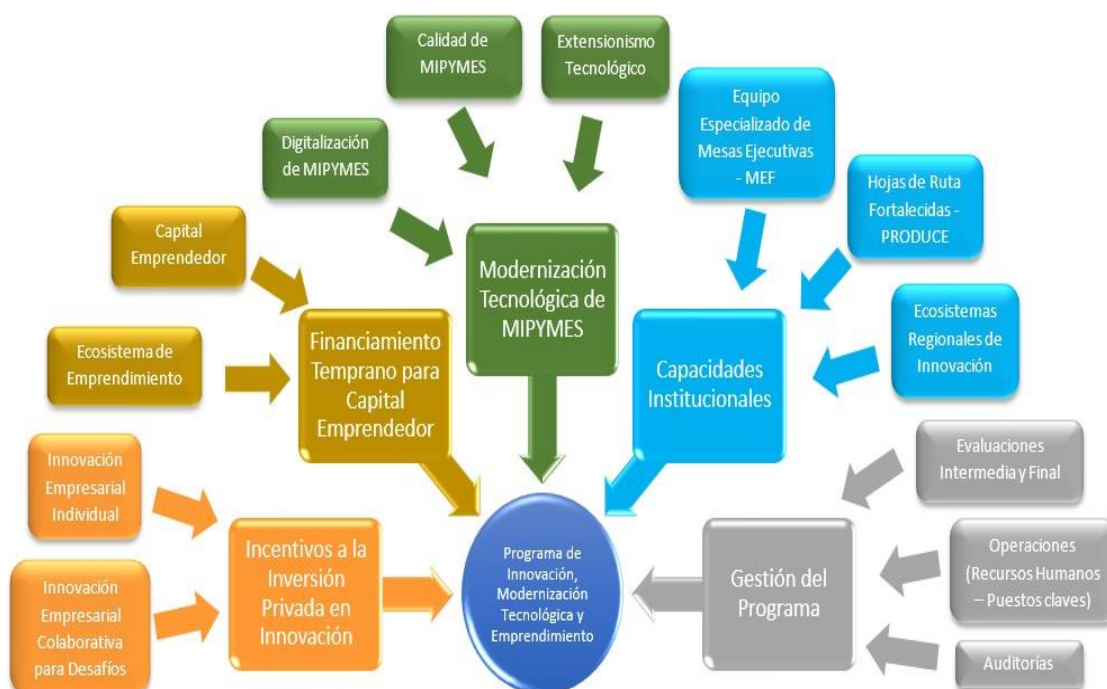 Calidad de
MIPYMES
Extensionismo
Tecnológico
Digitalización
de MIPYMES
Equipo
Especializado de
Mesas Ejecutivas
- MEF
Hojas de Ruta
Fortalecidas -
PRODUCE
Capital
Emprendedor
Modernización
Tecnológica de
MIPYMES
Ecosistemas
Regionales de
Innovación
Ecosistema de
Emprendimiento
Financiamiento
Temprano para
Capital
Emprendedor
Capacidades
Institucionales
Innovación
Empresarial
Individual
Evaluaciones
Intermedia y Final
Innovación
Empresarial
Colaborativa
para Desafíos
Incentivos a la
Inversión
Privada en
Innovación
Programa de
Innovación,
Modernización
Tecnológica y
Emprendimiento
Gestión del
Programa
Operaciones
(Recursos Humanos
– Puestos claves)
Auditorías